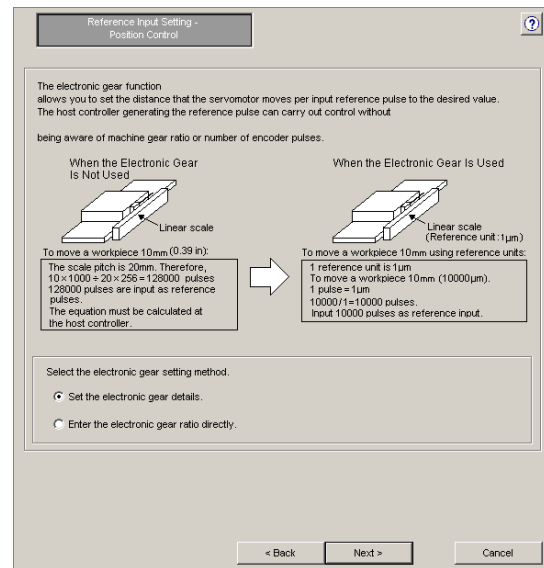 Reference Input Setting -
Position Control
?
The electronic gear function
allows you to set the distance that the servomotor moves per input reference pulse to the desired value.
The host controller generating the reference pulse can carry out control without
being aware of machine gear ratio or number of encoder pulses.
When the Electronic Gear
Is Not Used
Linear scale
To move a workpiece 10mm (0.39 in):
The scale pitch is 20mm. Therefore,
10×1000÷20×256=128000 pulses
128000 pulses are input as reference
pulses.
The equation must be calculated at
the host controller.
When the Electronic Gear Is Used
Linear scale
(Reference unit:1μm)
To move a workpiece 10mm using reference units:
1 reference unit is 1μm
To move a workpiece 10mm (10000μm).
1 pulse=1μm
10000/1=10000 pulses.
Input 10000 pulses as reference input.
Select the electronic gear setting method.
Set the electronic gear details.
Enter the electronic gear ratio directly.
< Back
Next >
Cancel